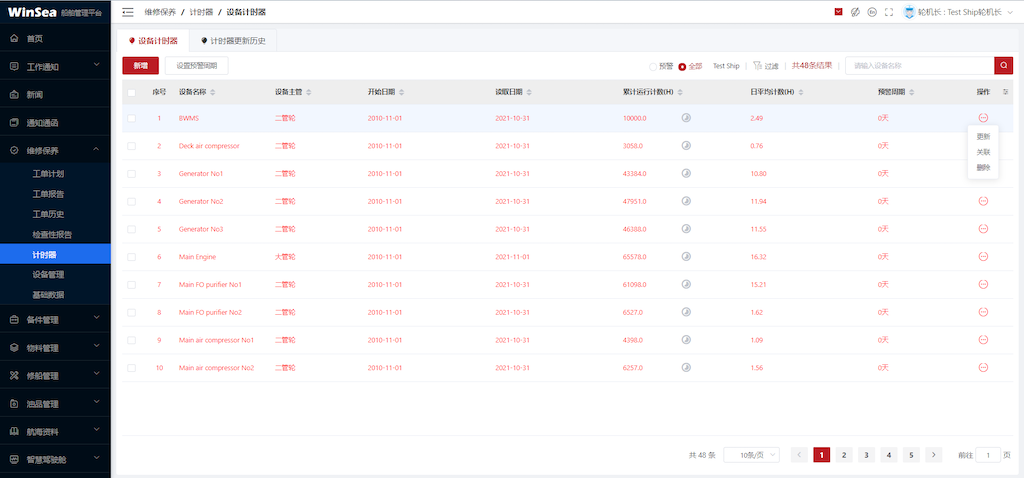 WinSea 船舶管理平台
维修保养 / 计时器 / 设备计时器
En 轮机长 : Test Ship轮机长
首页
工作通知
新闻
通知通函
维修保养
工单计划
工单报告
工单历史
检查性报告
计时器
设备管理
基础数据
备件管理
物料管理
修船管理
油品管理
航海资料
智慧驾驶舱
设备计时器 计时器更新历史
新增 设置预警周期 预警 全部 Test Ship 过滤 共48条结果 请输入设备名称
序号 设备名称 设备主管 开始日期 读取日期 累计运行计数(H) 日平均计数(H) 预警周期 操作
1 BWMS 二管轮 2010-11-01 2021-10-31 10000.0 2.49 0天
2 Deck air compressor 二管轮 2010-11-01 2021-10-31 3058.0 0.76 0天
3 Generator No1 二管轮 2010-11-01 2021-10-31 43384.0 10.80 0天
4 Generator No2 二管轮 2010-11-01 2021-10-31 47951.0 11.94 0天
5 Generator No3 二管轮 2010-11-01 2021-10-31 46388.0 11.55 0天
6 Main Engine 大管轮 2010-11-01 2021-11-01 65578.0 16.32 0天
7 Main FO purifier No1 二管轮 2010-11-01 2021-10-31 61098.0 15.21 0天
8 Main FO purifier No2 二管轮 2010-11-01 2021-10-31 6527.0 1.62 0天
9 Main air compressor No1 二管轮 2010-11-01 2021-10-31 4398.0 1.09 0天
10 Main air compressor No2 二管轮 2010-11-01 2021-10-31 6257.0 1.56 0天
更新
关联
删除
共 48 条 10条/页 1 2 3 4 5 前往 1 页